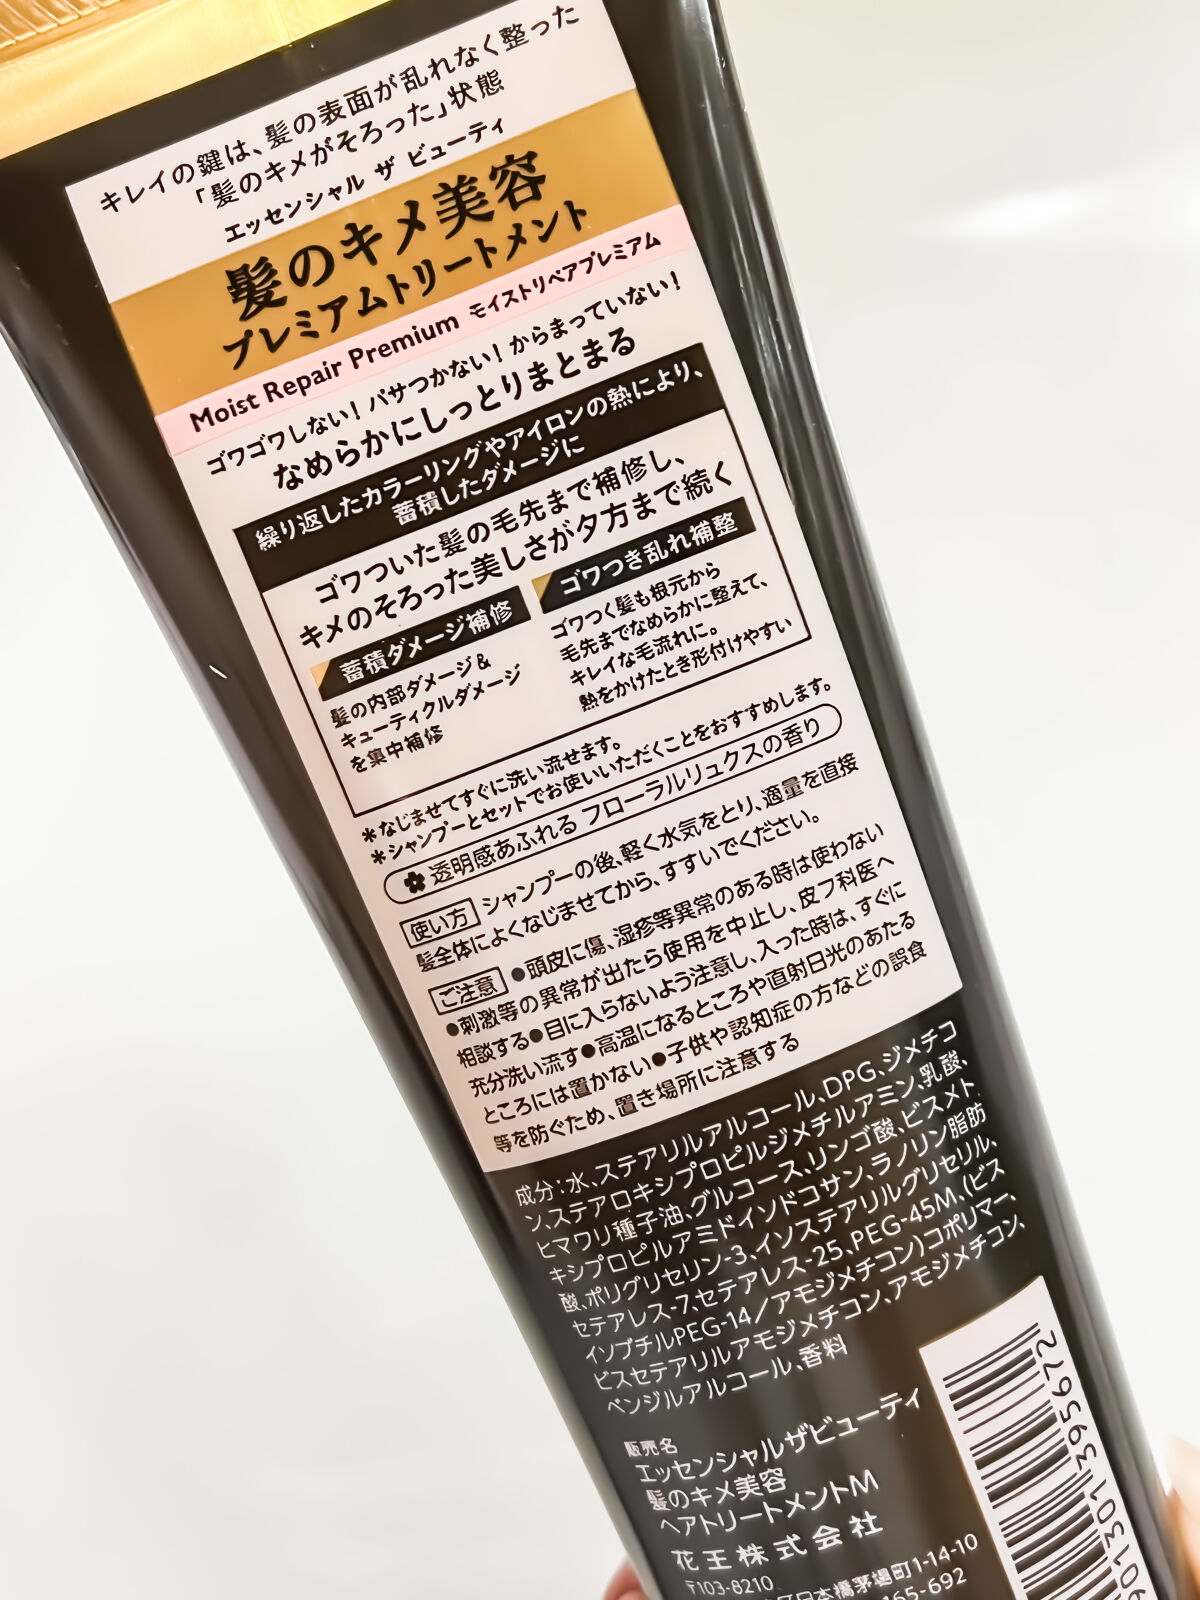 キレイの鍵は、髪の表面が乱れなく整った
「髪のキメがそろった」状態
エッセンシャル ザ ビューティ
髪のキメ美容
プレミアムトリートメント
Moist Repair Premium モイストリペアプレミアム
ゴワゴワしない！パサつかない！からまっていない！
なめらかにしっとりまとまる
繰り返したカラーリングやアイロンの熱により、
蓄積したダメージに
ゴワついた髪の毛先まで補修し、
キメのそろった美しさが夕方まで続く
蓄積ダメージ補修
髪の内部ダメージ＆
キューティクルダメージ
を集中補修
ゴワつき乱れ補整
ゴワつく髪も根元から
毛先までなめらかに整えて、
キレイな毛流れに。
熱をかけたとき形付けやすい
＊なじませてすぐに洗い流せます。
＊シャンプーとセットでお使いいただくことをおすすめします。
透明感あふれる フローラルリュクスの香り
使い方 シャンプーの後、軽く水気をとり、適量を直接
髪全体によくなじませてから、すすいでください。
ご注意 ●頭皮に傷、湿疹等異常のある時は使わない
●刺激等の異常が出たら使用を中止し、皮フ科医へ
相談する●目に入らないよう注意し、入った時は、すぐに
充分洗い流す●高温になるところや直射日光のあたる
ところには置かない●子供や認知症の方などの誤食
等を防ぐため、置き場所に注意する
成分：水、ステアリルアルコール、DPG、ジメチコ
ン、ステアロキシプロピルジメチルアミン、乳酸、
ヒマワリ種子油、グルコース、リンゴ酸、ビスメト
キシプロピルアミドイソドコサン、ラノリン脂肪
酸、ポリグリセリン-3、イソステアリルグリセリル、
セテアレス-7、セテアレス-25、PEG-45M、(ビス
イソブチルPEG-14／アモジメチコン)コポリマー、
ビスセテアリルアモジメチコン、アモジメチコン、
ベンジルアルコール、香料
販売名
エッセンシャルザビューティ
髪のキメ美容
ヘアトリートメントM
花王株式会社
〒103-8210
日本橋茅場町1-14-10
165-692